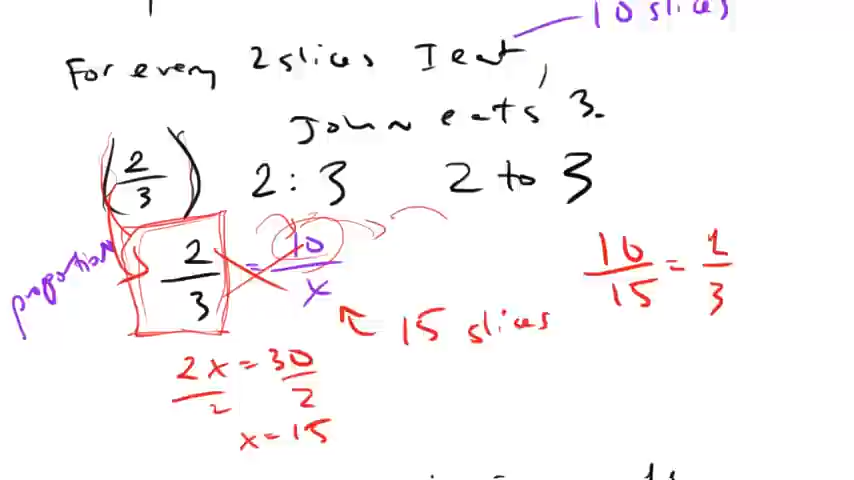 10 slices
For every 2 slices I eat,
John eats 3.
(2/3) 2 : 3 2 to 3
proportion 2/3 = 10/x 10/15 = 2/3
15 slices
2x/2 = 30/2
x = 15